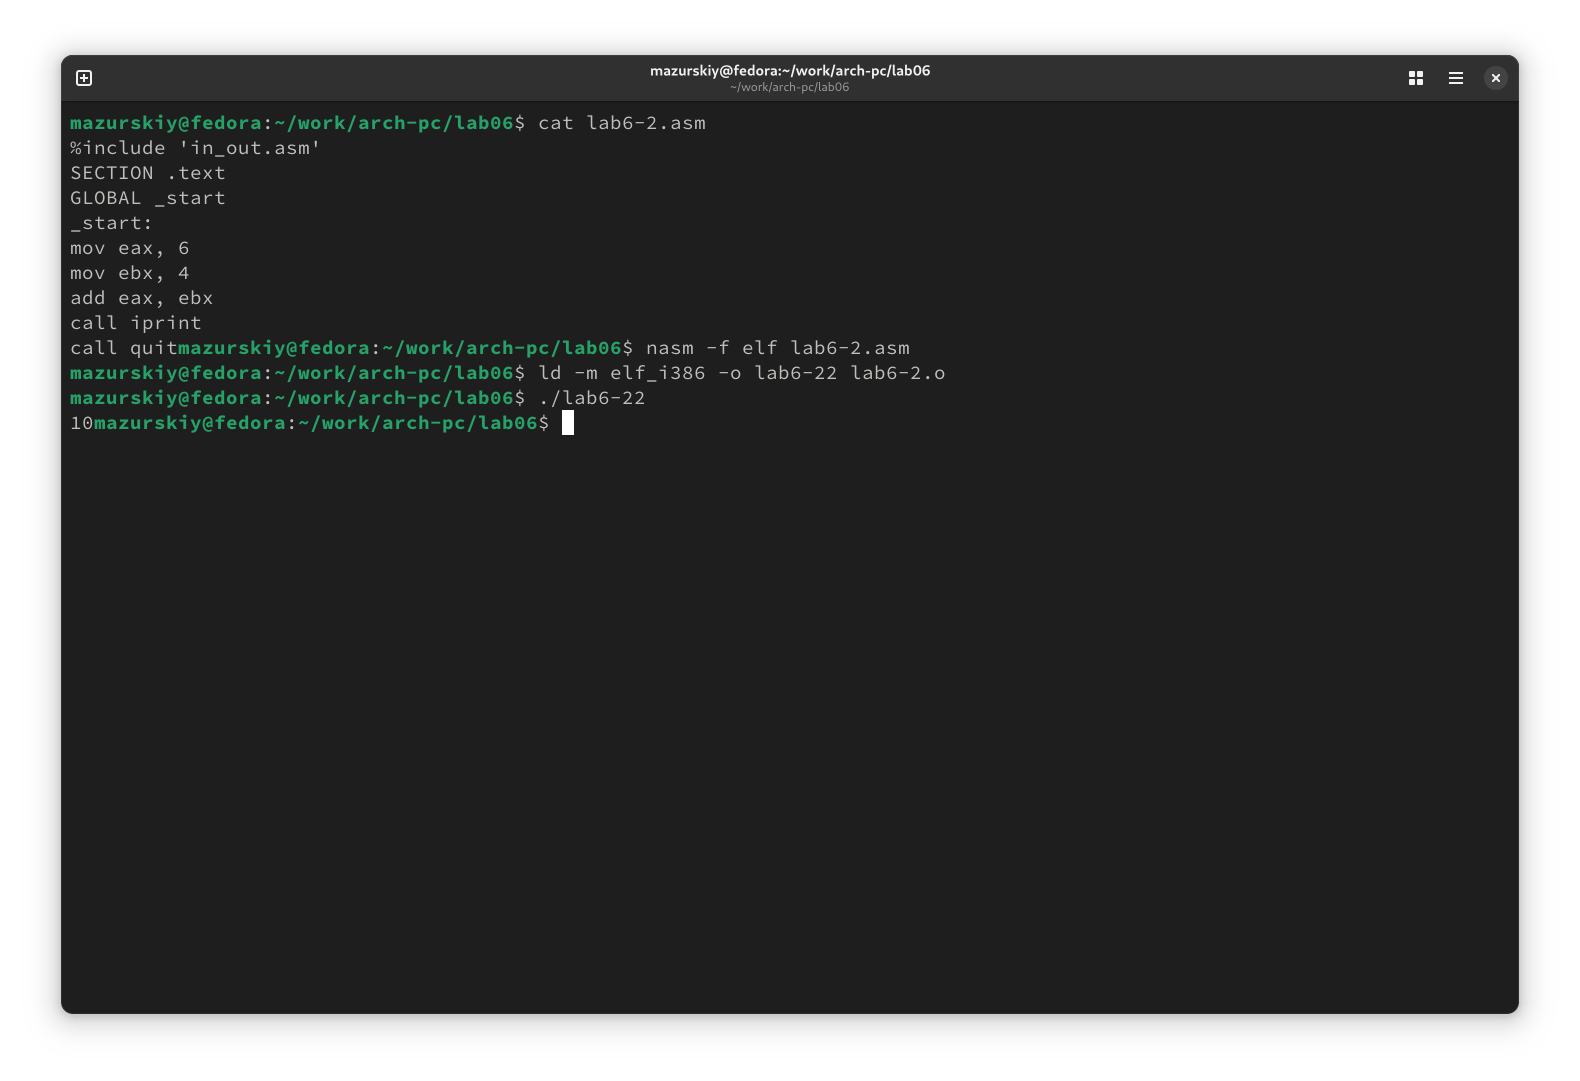 mazurskiy@fedora:~/work/arch-pc/lab06
~/work/arch-pc/lab06
mazurskiy@fedora:~/work/arch-pc/lab06$ cat lab6-2.asm
%include 'in_out.asm'
SECTION .text
GLOBAL _start
_start:
mov eax, 6
mov ebx, 4
add eax, ebx
call iprint
call quitmazurskiy@fedora:~/work/arch-pc/lab06$ nasm -f elf lab6-2.asm
mazurskiy@fedora:~/work/arch-pc/lab06$ ld -m elf_i386 -o lab6-22 lab6-2.o
mazurskiy@fedora:~/work/arch-pc/lab06$ ./lab6-22
10mazurskiy@fedora:~/work/arch-pc/lab06$